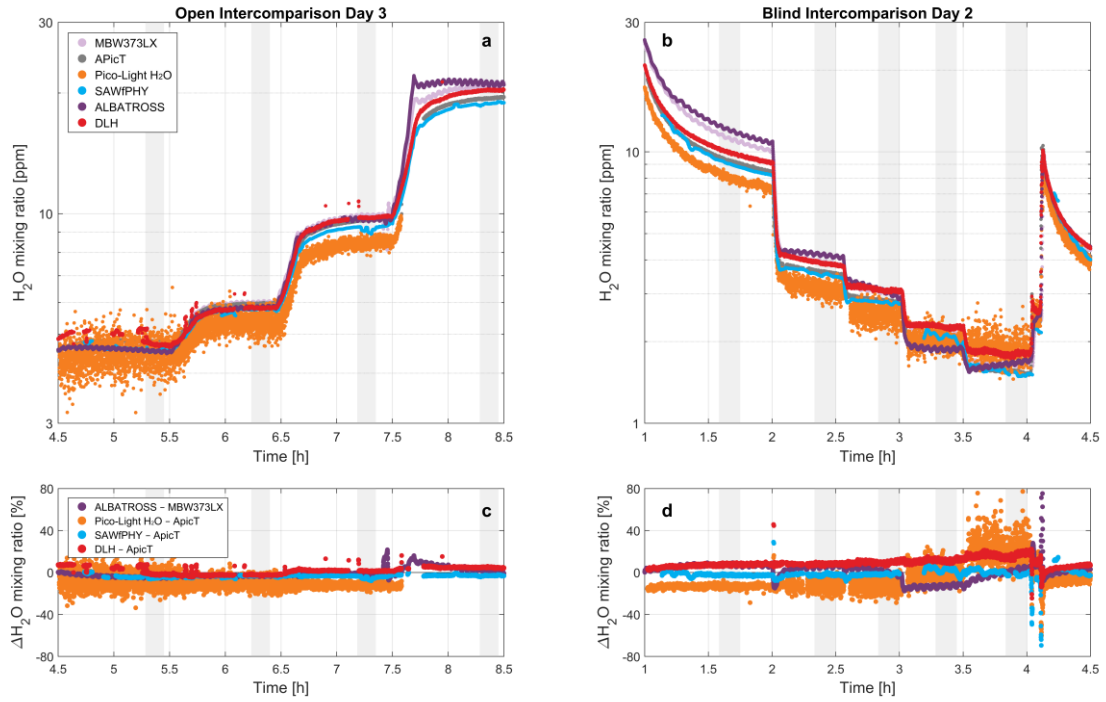 Open Intercomparison Day 3
30
a
MBW373LX
APicT
Pico-Light H2O
SAWfPHY
ALBATROSS
DLH
10
3
H2O mixing ratio [ppm]
4.5 5 5.5 6 6.5 7 7.5 8 8.5
Time [h]
Blind Intercomparison Day 2
30
b
10
1
H2O mixing ratio [ppm]
1 1.5 2 2.5 3 3.5 4 4.5
Time [h]
80
c
ALBATROSS – MBW373LX
Pico-Light H2O – ApicT
SAWfPHY – ApicT
DLH – ApicT
40
0
-40
-80
ΔH2O mixing ratio [%]
4.5 5 5.5 6 6.5 7 7.5 8 8.5
Time [h]
80
d
40
0
-40
-80
ΔH2O mixing ratio [%]
1 1.5 2 2.5 3 3.5 4 4.5
Time [h]